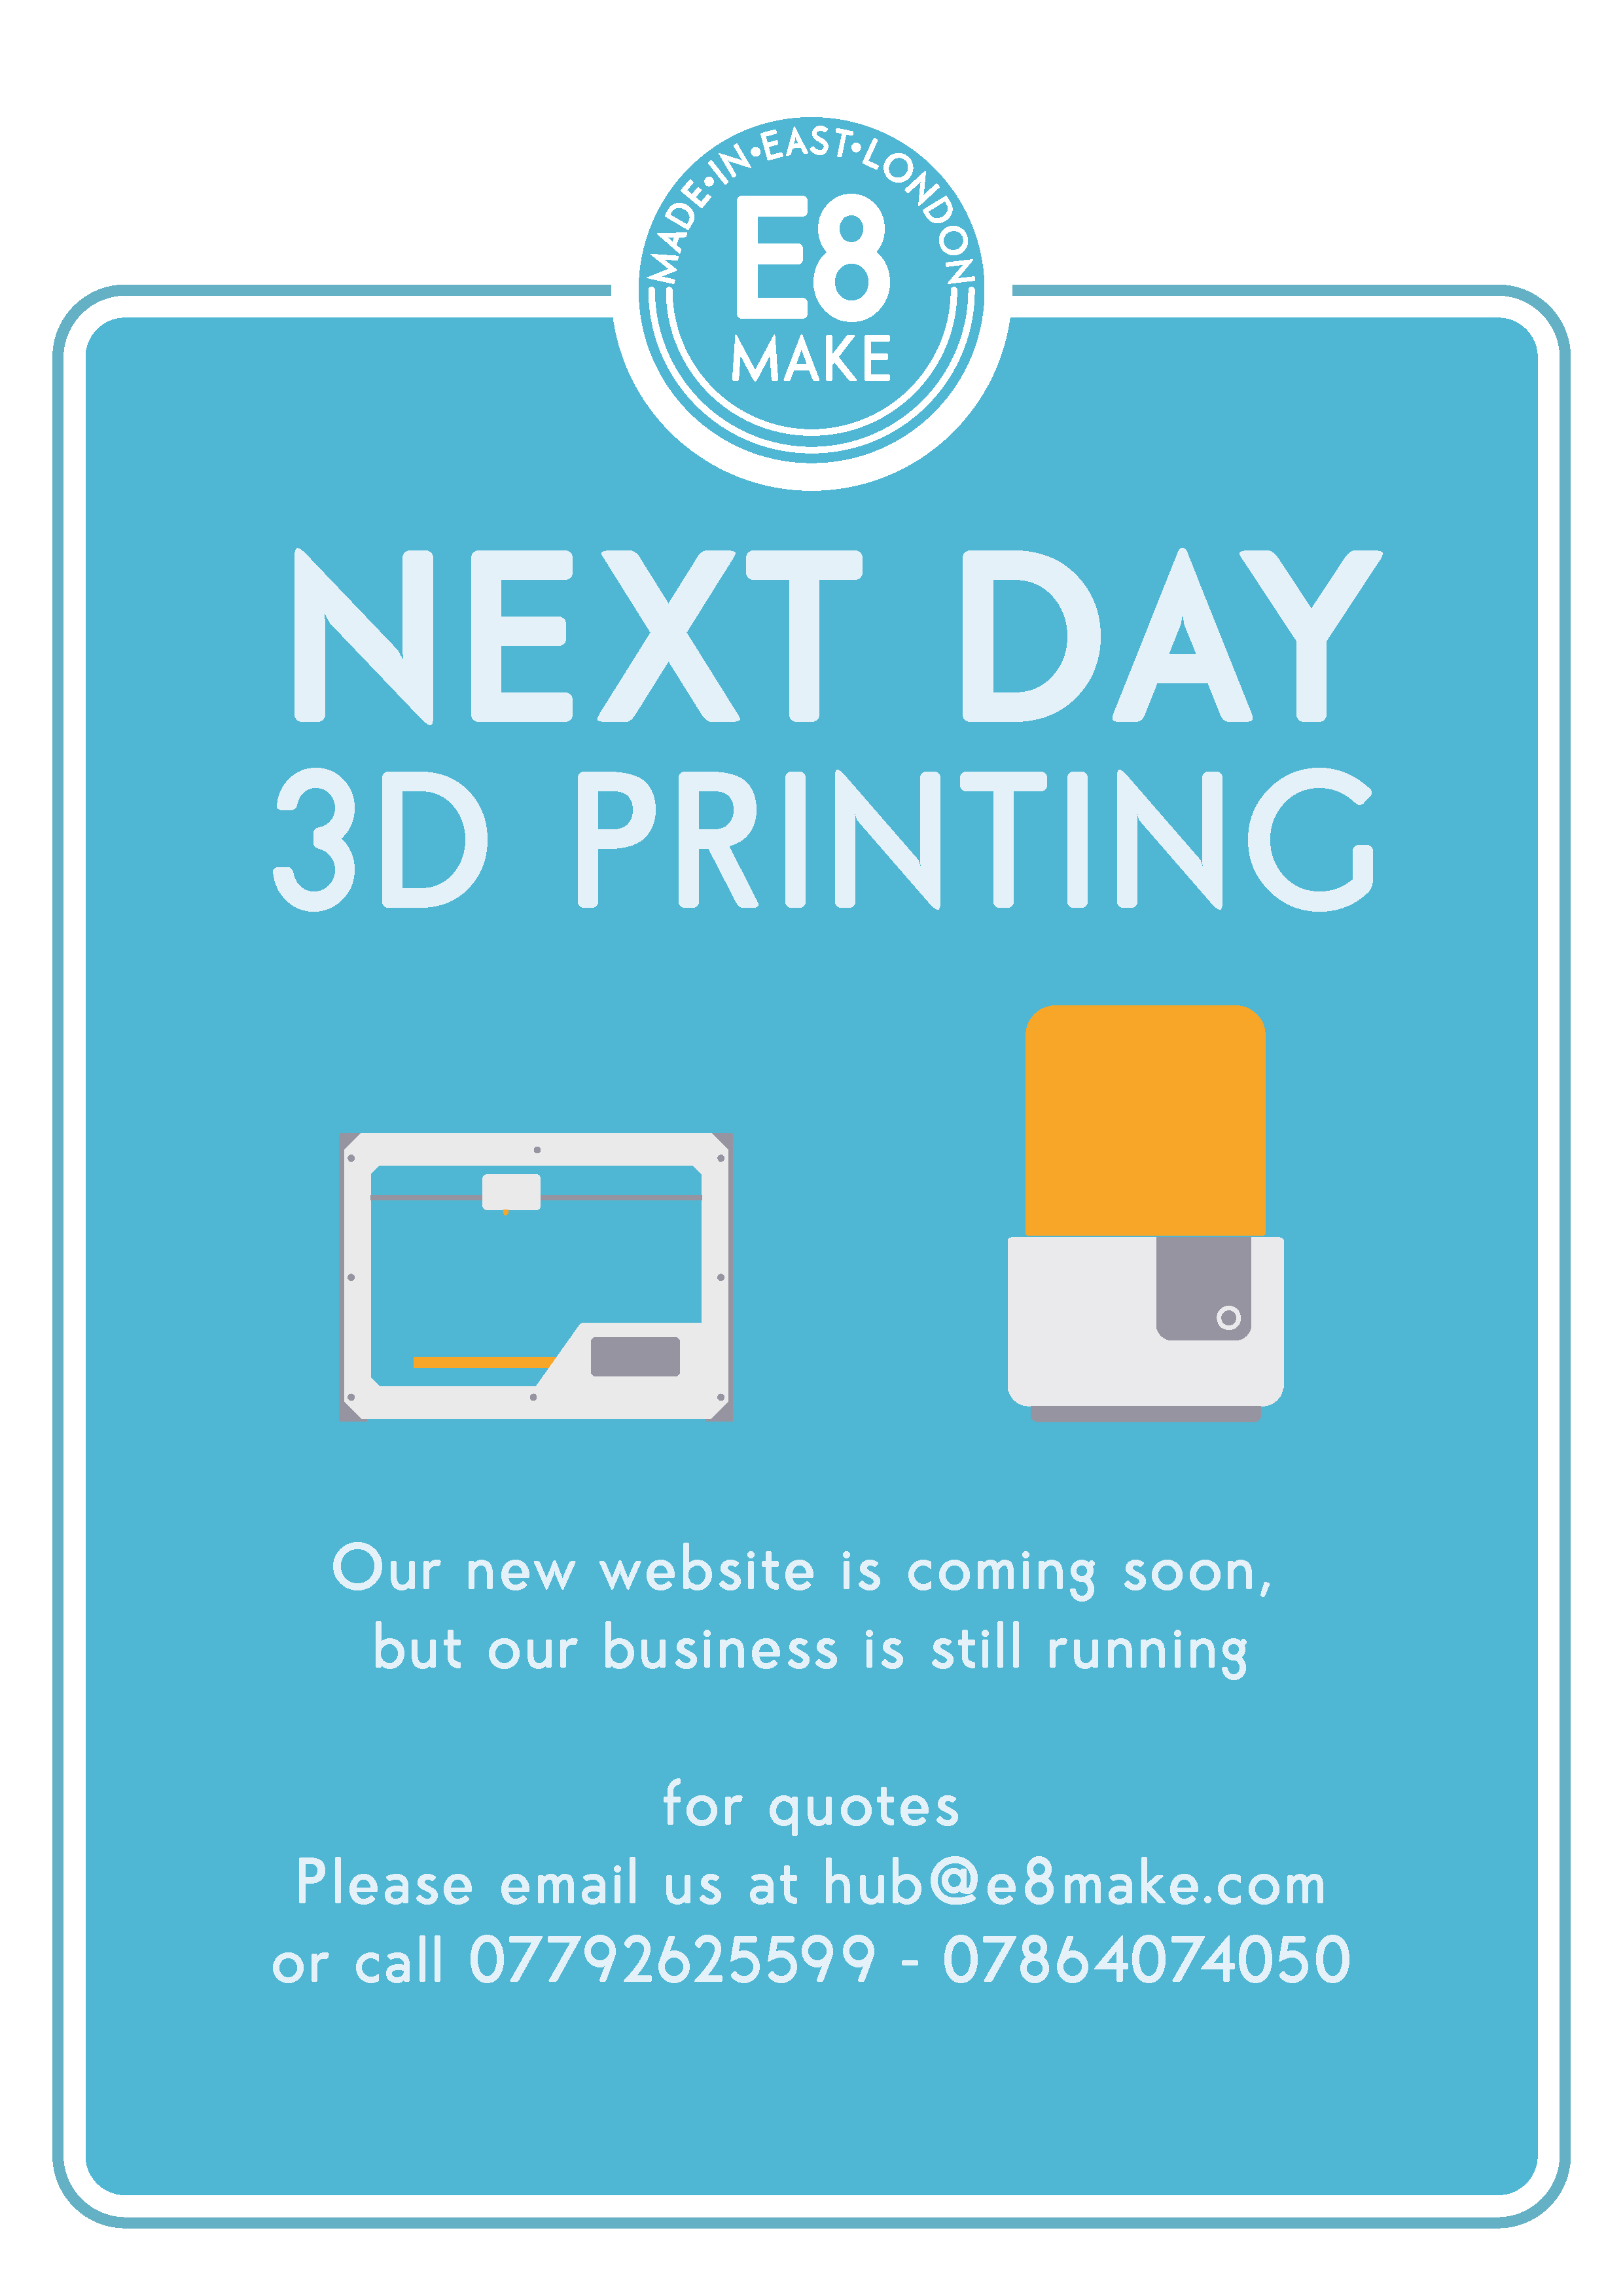 MADE•IN•EAST•LONDON
E8
MAKE
NEXT DAY
3D PRINTING
Our new website is coming soon,
but our business is still running
for quotes
Please email us at hub@e8make.com
or call 07792625599 - 07864074050